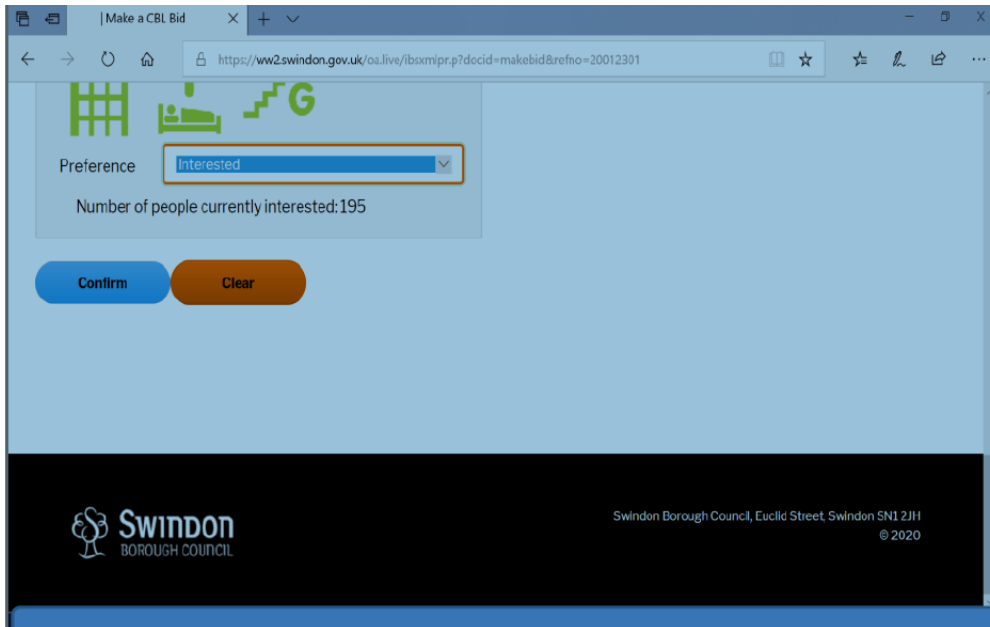 | Make a CBL Bid
https://ww2.swindon.gov.uk/oa.live/ibsxmlpr.p?docid=makebid&refno=20012301
G
Preference
Interested
Number of people currently interested:195
Confirm
Clear
Swindon
BOROUGH COUNCIL
Swindon Borough Council, Euclid Street, Swindon SN1 2JH
© 2020